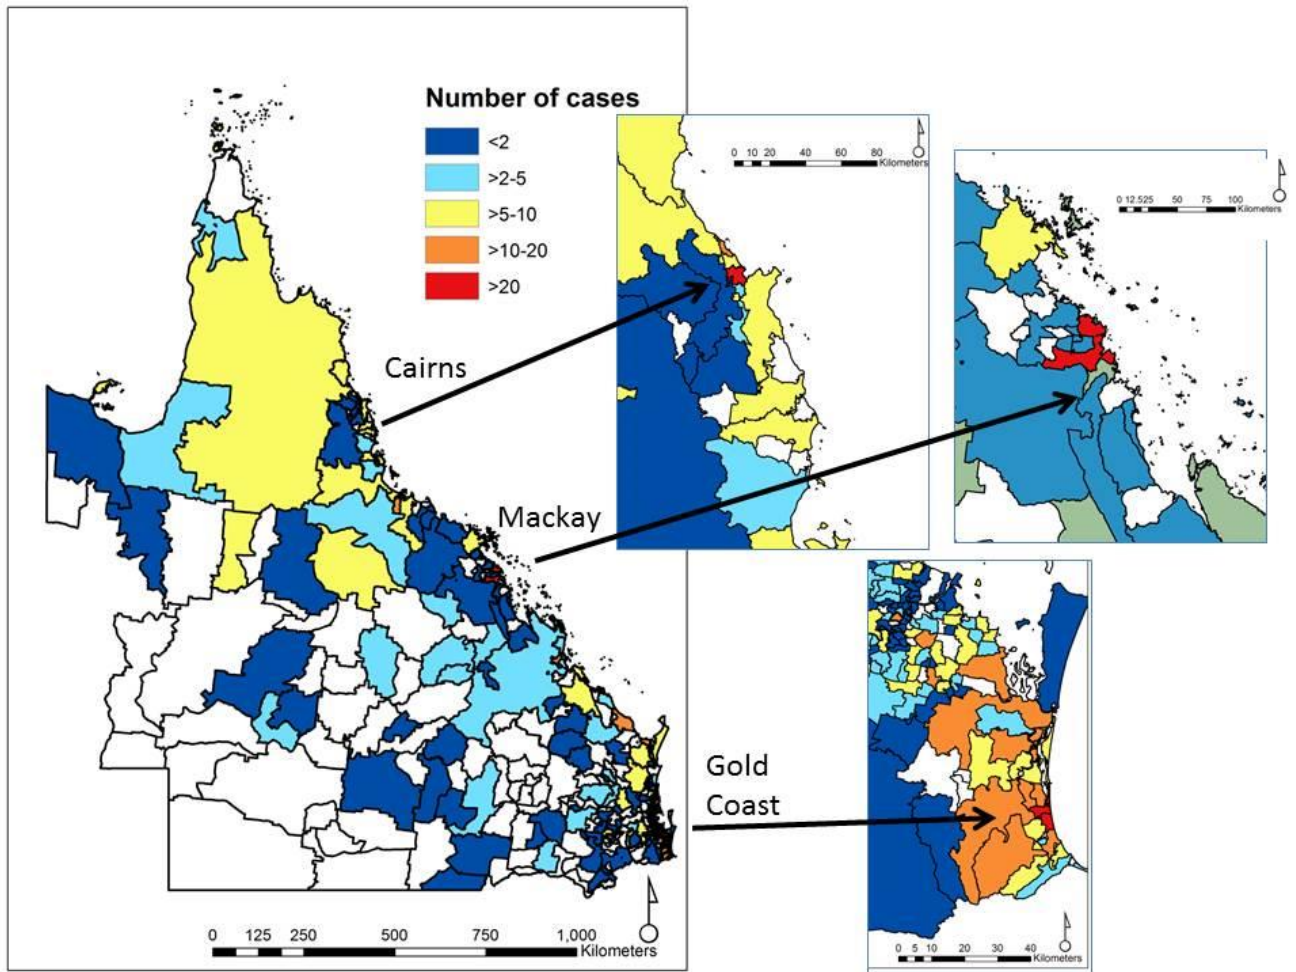 Number of cases
<2
>2-5
>5-10
>10-20
>20
0 10 20 40 60 80
Kilometers
0 12.525 50 75 100
Kilometers
Cairns
Mackay
Gold
Coast
0 125 250 500 750 1,000
Kilometers
0 5 10 20 30 40
Kilometers